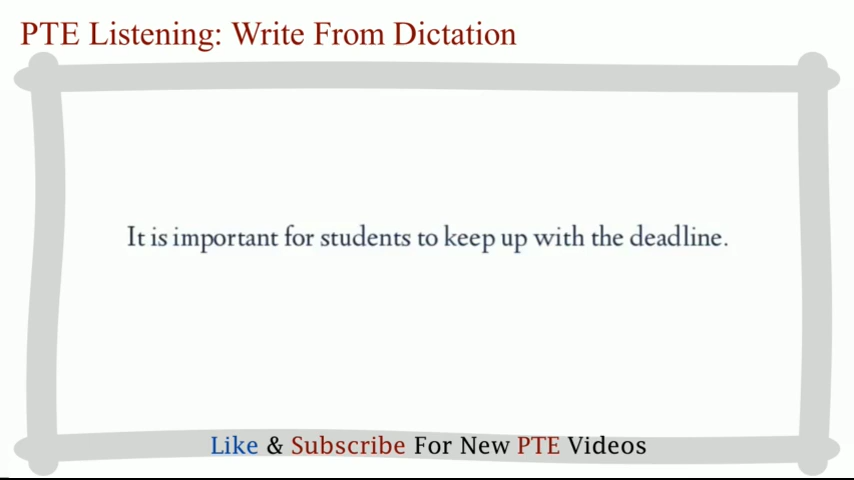 PTE Listening: Write From Dictation
It is important for students to keep up with the deadline.
Like & Subscribe For New PTE Videos